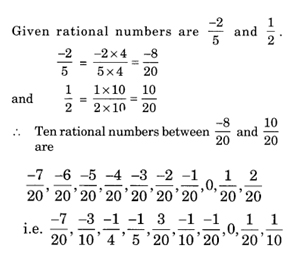 Given rational numbers are -2/5 and 1/2.
-2/5 = -2×4/5×4 = -8/20
and 1/2 = 1×10/2×10 = 10/20
∴ Ten rational numbers between -8/20 and 10/20
are
-7/20, -6/20, -5/20, -4/20, -3/20, -2/20, -1/20, 0, 1/20, 2/20
i.e. -7/20, -3/10, -1/4, -1/5, 3/20, -1/10, -1/20, 0, 1/20, 1/10